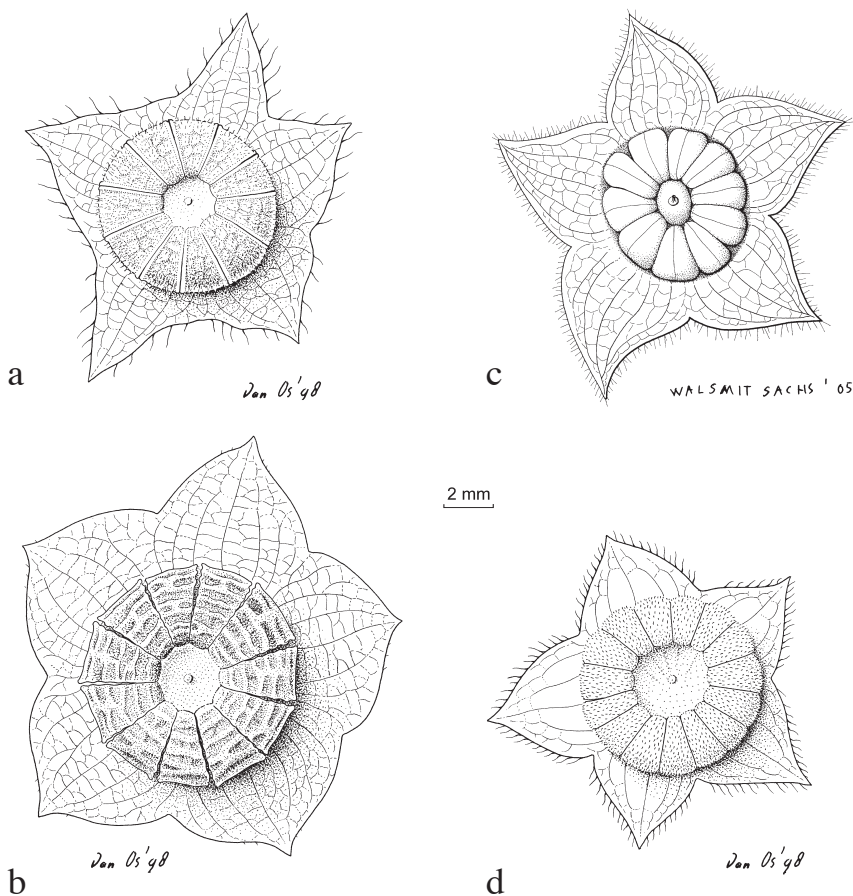 a
Van Os '98
c
WALSMIT SACHS '05
2 mm
b
Van Os '98
d
Van Os '98